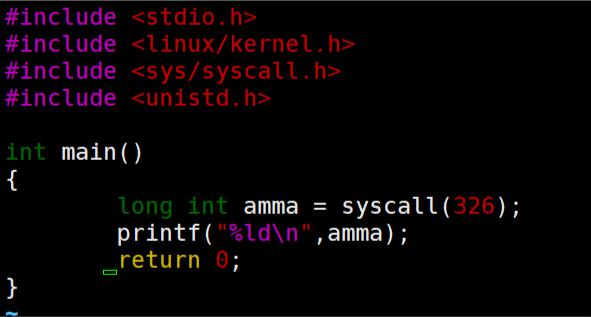 #include <stdio.h>
#include <linux/kernel.h>
#include <sys/syscall.h>
#include <unistd.h>

int main()
{
        long int amma = syscall(326);
        printf("%ld\n",amma);
        return 0;
}
~